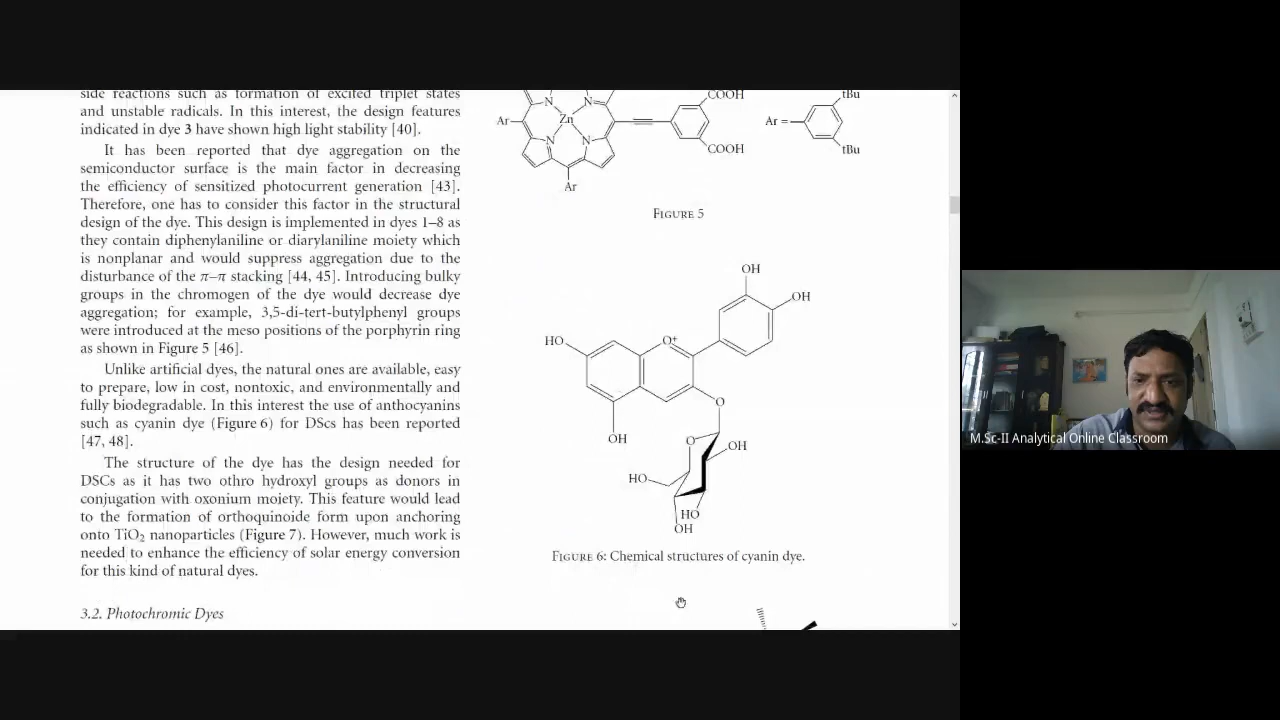 side reactions such as formation of excited triplet states
and unstable radicals. In this interest, the design features
indicated in dye 3 have shown high light stability [40].
It has been reported that dye aggregation on the
semiconductor surface is the main factor in decreasing
the efficiency of sensitized photocurrent generation [43].
Therefore, one has to consider this factor in the structural
design of the dye. This design is implemented in dyes 1–8 as
they contain diphenylaniline or diarylaniline moiety which
is nonplanar and would suppress aggregation due to the
disturbance of the π–π stacking [44, 45]. Introducing bulky
groups in the chromogen of the dye would decrease dye
aggregation; for example, 3,5-di-tert-butylphenyl groups
were introduced at the meso positions of the porphyrin ring
as shown in Figure 5 [46].
Unlike artificial dyes, the natural ones are available, easy
to prepare, low in cost, nontoxic, and environmentally and
fully biodegradable. In this interest the use of anthocyanins
such as cyanin dye (Figure 6) for DScs has been reported
[47, 48].
The structure of the dye has the design needed for
DSCs as it has two othro hydroxyl groups as donors in
conjugation with oxonium moiety. This feature would lead
to the formation of orthoquinoide form upon anchoring
onto TiO₂ nanoparticles (Figure 7). However, much work is
needed to enhance the efficiency of solar energy conversion
for this kind of natural dyes.
3.2. Photochromic Dyes
COOH
tBu
N
N
Ar
Zn
Ar =
N
N
COOH
tBu
Ar
FIGURE 5
OH
OH
HO
O⁺
O
OH
O
OH
HO
HO
OH
FIGURE 6: Chemical structures of cyanin dye.
M.Sc-II Analytical Online Classroom